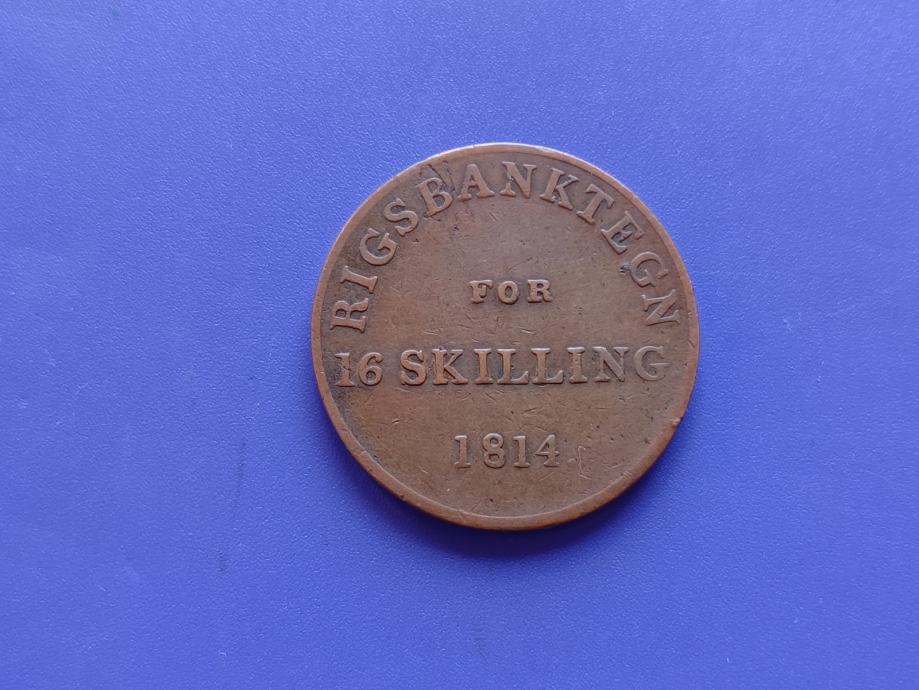 RIGSBANKTEGN
FOR
16 SKILLING
1814